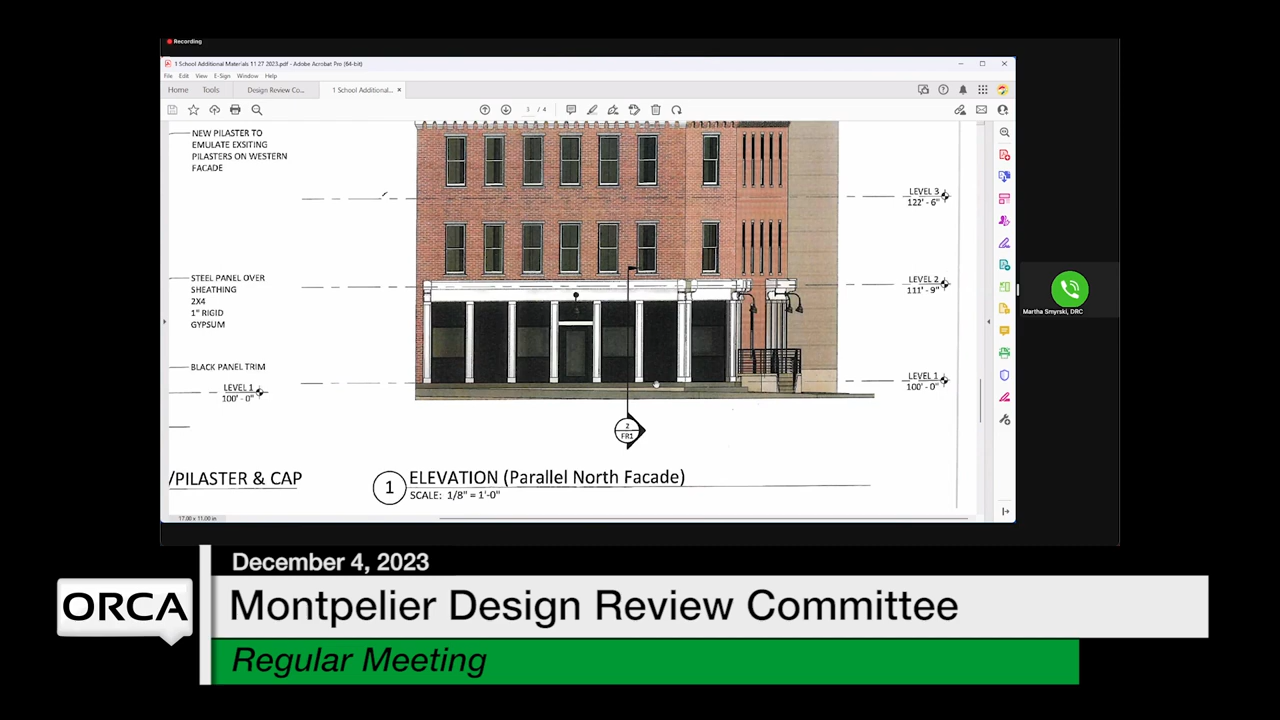 Recording
1 School Additional Materials 11 27 2023.pdf - Adobe Acrobat Pro (64-bit)
File Edit View E-Sign Window Help
Home Tools Design Review Co... 1 School Additional... ×
3 / 4
NEW PILASTER TO
EMULATE EXSITING
PILASTERS ON WESTERN
FACADE
LEVEL 3
122' - 6"
STEEL PANEL OVER
SHEATHING
2X4
1" RIGID
GYPSUM
LEVEL 2
111' - 9"
Martha Smyrski, DRC
BLACK PANEL TRIM
LEVEL 1
100' - 0"
LEVEL 1
100' - 0"
2
FR1
/PILASTER & CAP
1 ELEVATION (Parallel North Facade)
SCALE: 1/8" = 1'-0"
17.00 x 11.00 in
December 4, 2023
ORCA
Montpelier Design Review Committee
Regular Meeting